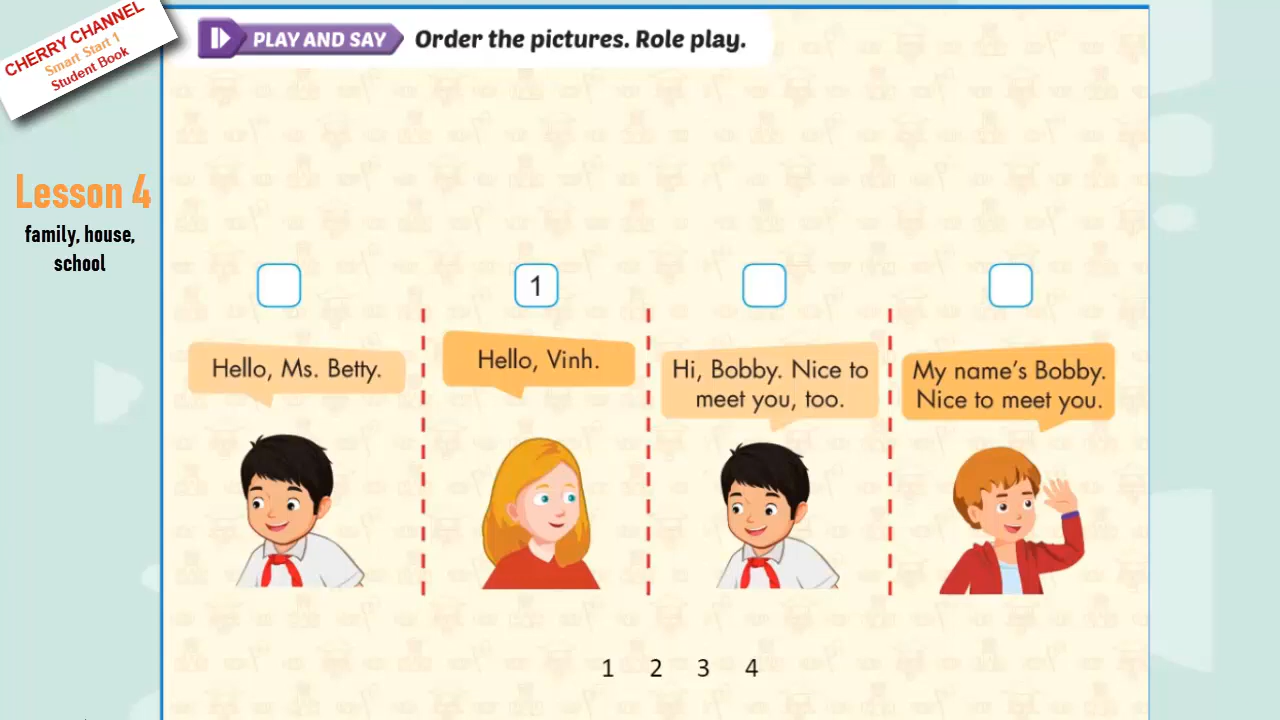 CHERRY CHANNEL
Smart Start 1
Student Book
PLAY AND SAY Order the pictures. Role play.
Lesson 4
family, house,
school
1
Hello, Ms. Betty.
Hello, Vinh.
Hi, Bobby. Nice to
meet you, too.
My name's Bobby.
Nice to meet you.
1 2 3 4